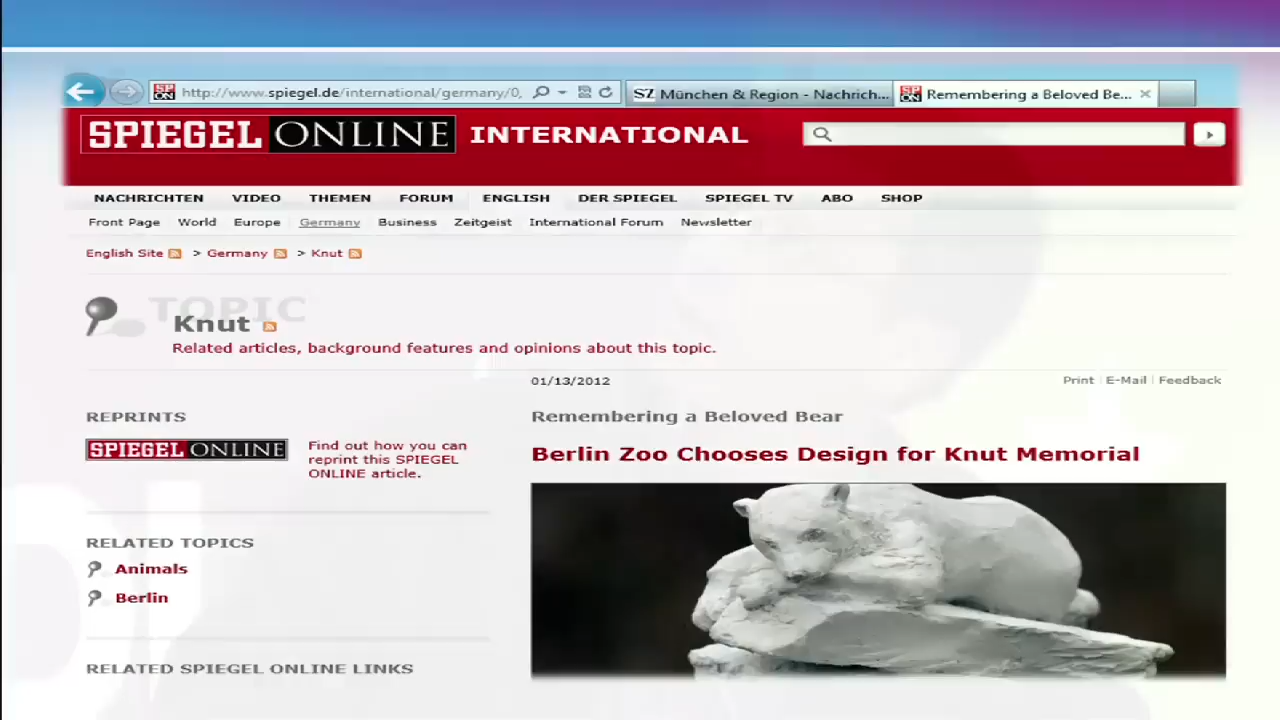 http://www.spiegel.de/international/germany/0,
SZ München & Region - Nachrich...
SP ON Remembering a Beloved Be...
SPIEGEL ONLINE INTERNATIONAL
NACHRICHTEN VIDEO THEMEN FORUM ENGLISH DER SPIEGEL SPIEGEL TV ABO SHOP
Front Page World Europe Germany Business Zeitgeist International Forum Newsletter
English Site > Germany > Knut
TOPIC
Knut
Related articles, background features and opinions about this topic.
01/13/2012
Print E-Mail Feedback
REPRINTS
SPIEGEL ONLINE
Find out how you can
reprint this SPIEGEL
ONLINE article.
RELATED TOPICS
Animals
Berlin
RELATED SPIEGEL ONLINE LINKS
Remembering a Beloved Bear
Berlin Zoo Chooses Design for Knut Memorial